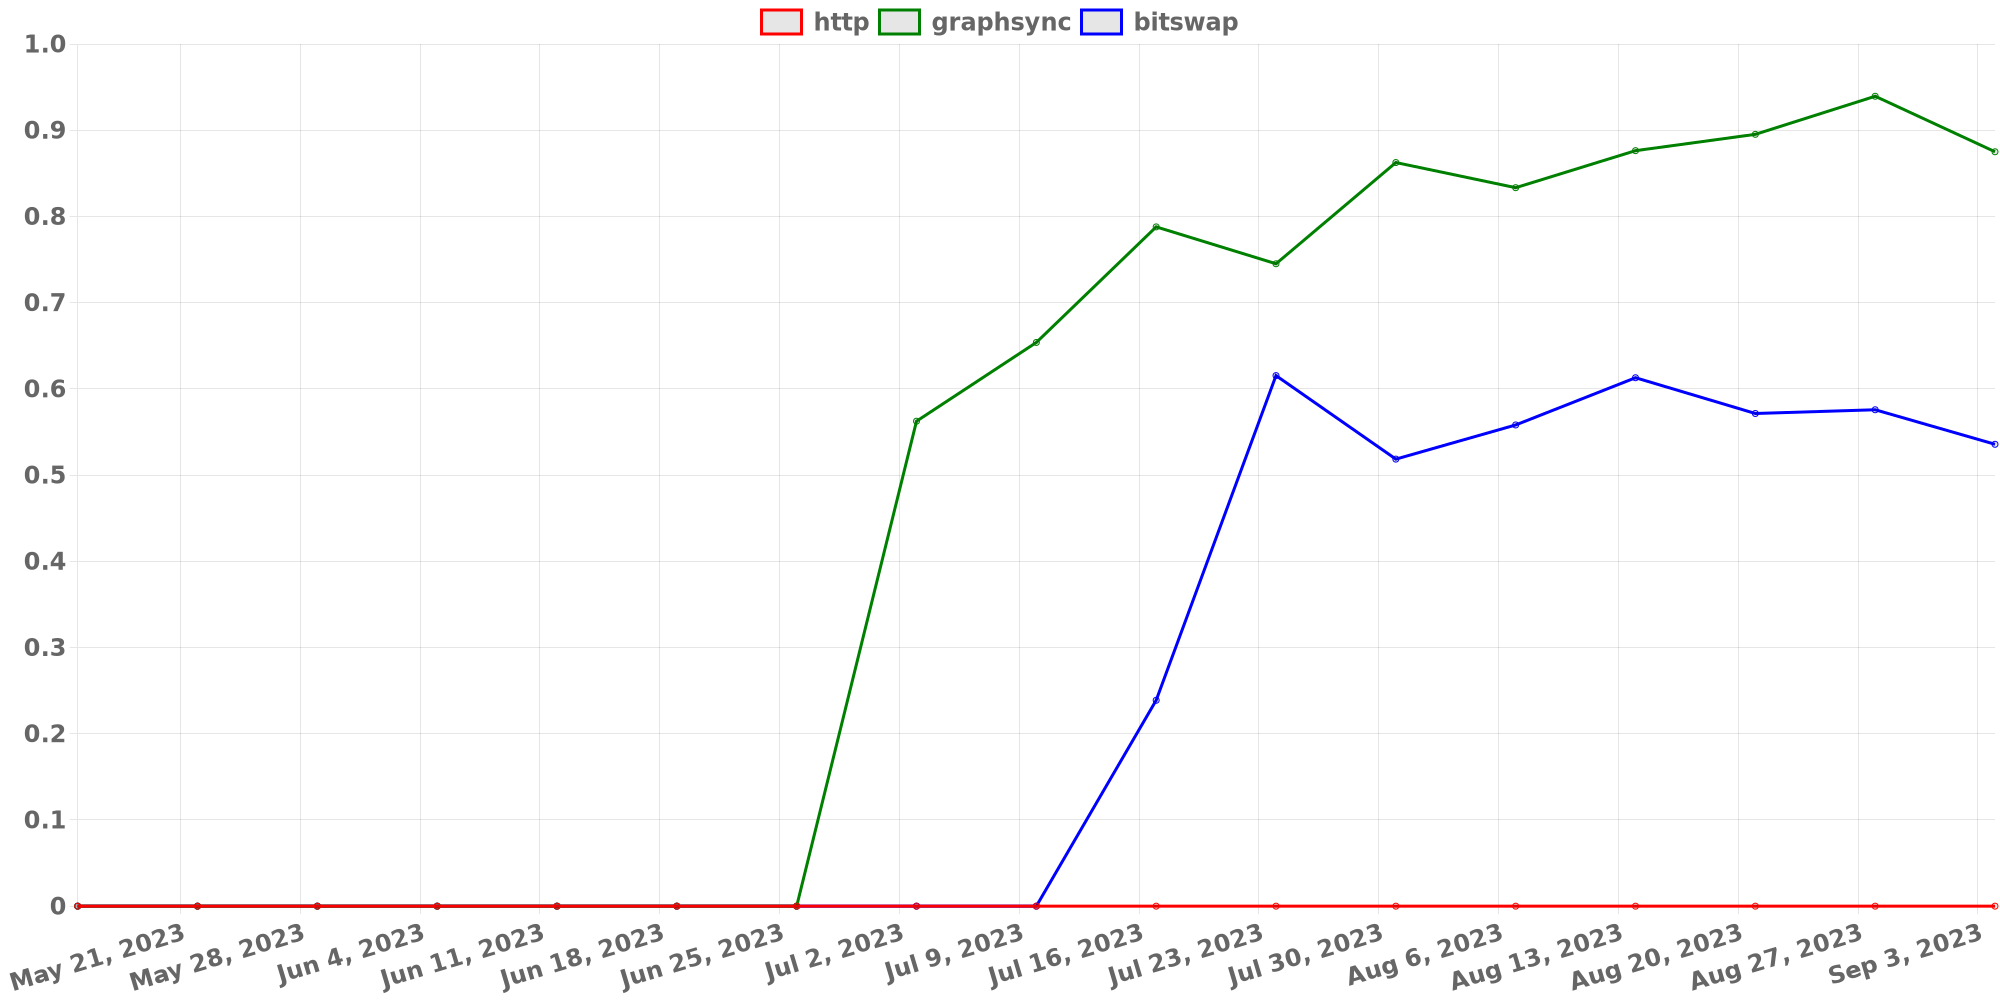 http graphsync bitswap
1.0
0.9
0.8
0.7
0.6
0.5
0.4
0.3
0.2
0.1
0
May 21, 2023
May 28, 2023
Jun 4, 2023
Jun 11, 2023
Jun 18, 2023
Jun 25, 2023
Jul 2, 2023
Jul 9, 2023
Jul 16, 2023
Jul 23, 2023
Jul 30, 2023
Aug 6, 2023
Aug 13, 2023
Aug 20, 2023
Aug 27, 2023
Sep 3, 2023